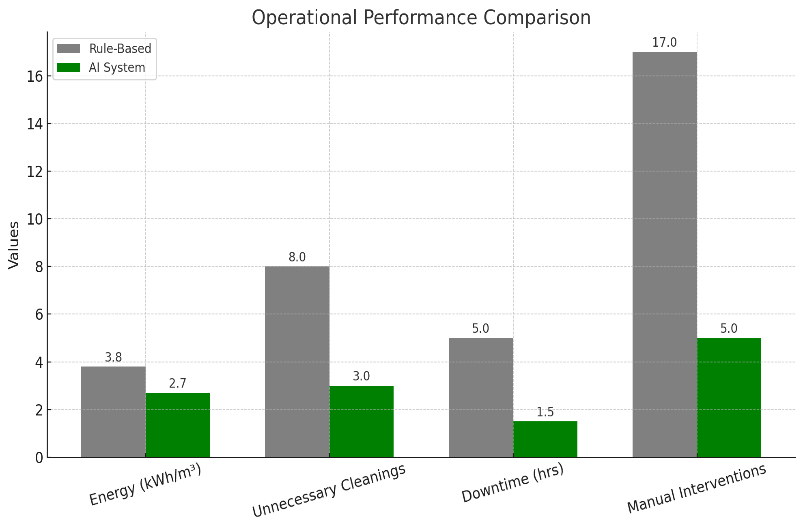 Operational Performance Comparison
Rule-Based
AI System
Values
16
14
12
10
8
6
4
2
0
3.8
2.7
8.0
3.0
5.0
1.5
17.0
5.0
Energy (kWh/m³)
Unnecessary Cleanings
Downtime (hrs)
Manual Interventions